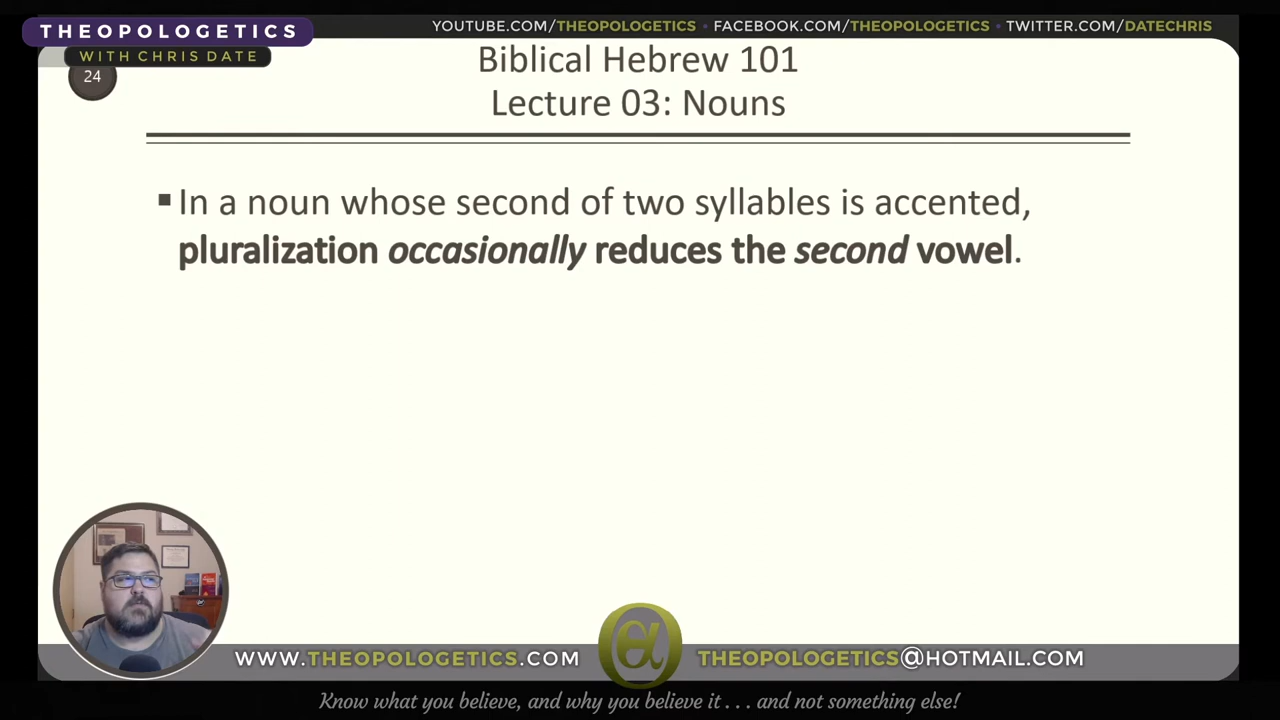 THEOPOLOGETICS
WITH CHRIS DATE
YOUTUBE.COM/THEOPOLOGETICS • FACEBOOK.COM/THEOPOLOGETICS • TWITTER.COM/DATECHRIS
24
Biblical Hebrew 101
Lecture 03: Nouns
▪ In a noun whose second of two syllables is accented,
pluralization occasionally reduces the second vowel.
WWW.THEOPOLOGETICS.COM
THEOPOLOGETICS@HOTMAIL.COM
Know what you believe, and why you believe it . . . and not something else!